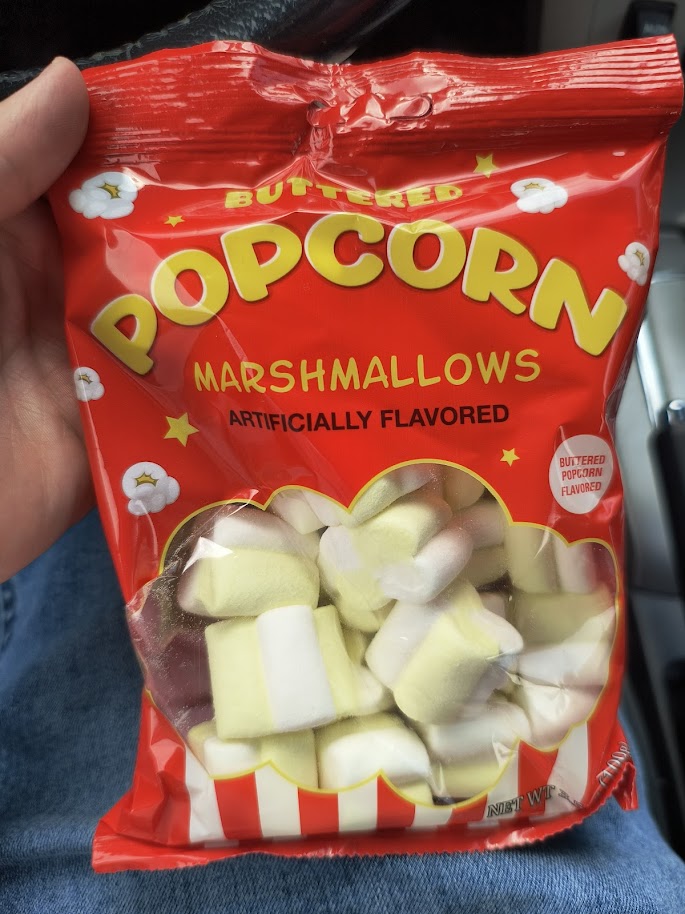 BUTTERED
POPCORN
MARSHMALLOWS
ARTIFICIALLY FLAVORED
BUTTERED
POPCORN
FLAVORED
NET WT